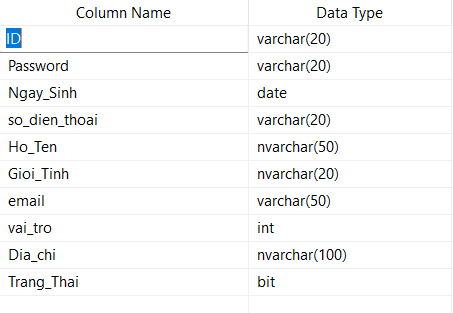 Column Name Data Type
ID varchar(20)
Password varchar(20)
Ngay_Sinh date
so_dien_thoai varchar(20)
Ho_Ten nvarchar(50)
Gioi_Tinh nvarchar(20)
email varchar(50)
vai_tro int
Dia_chi nvarchar(100)
Trang_Thai bit